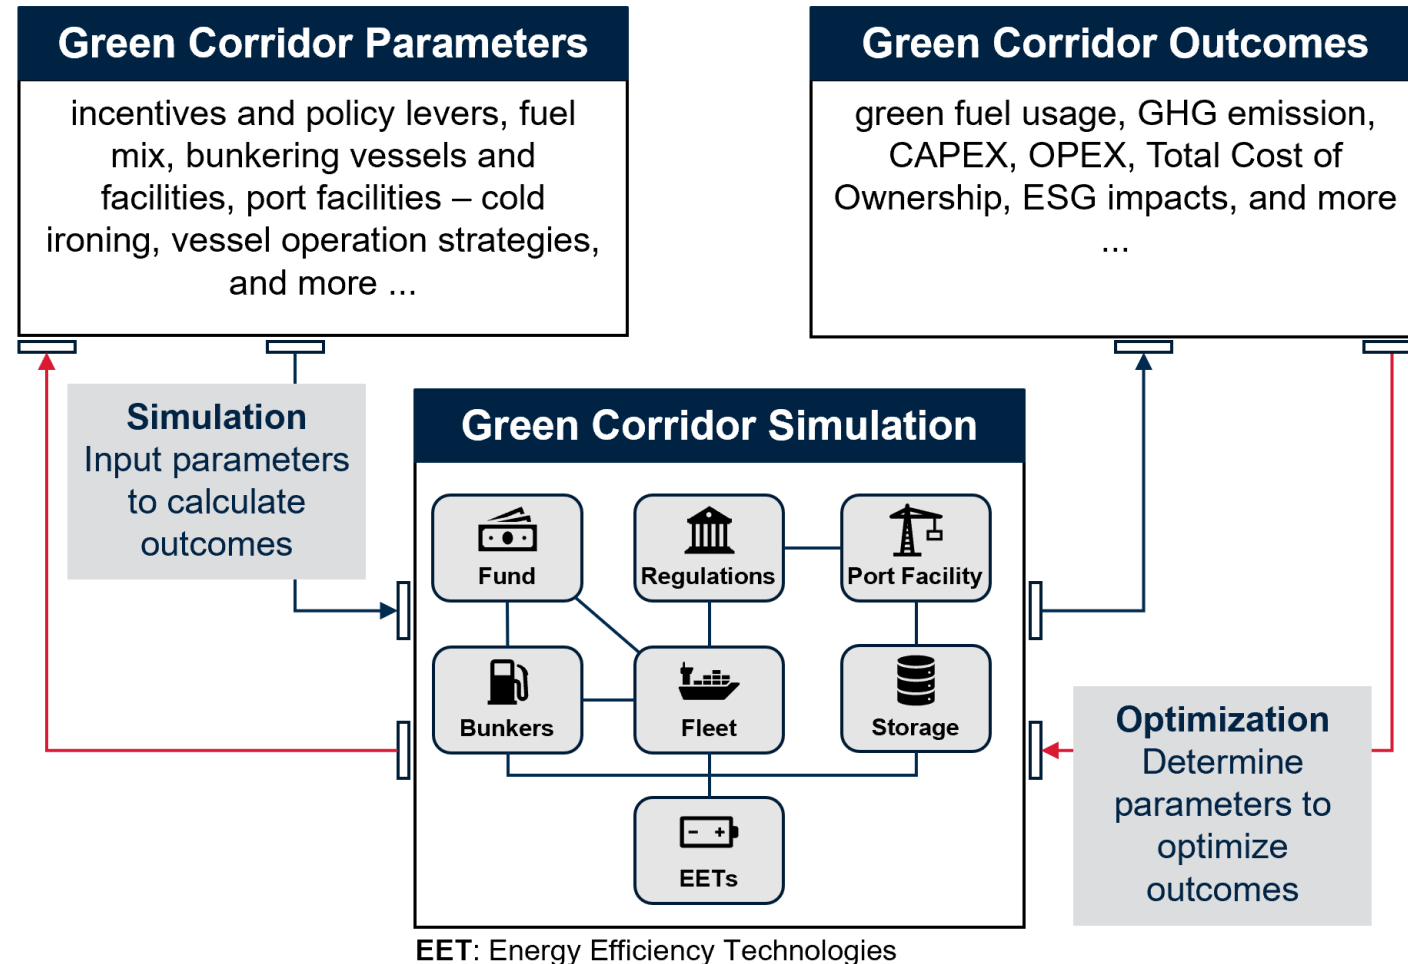 Green Corridor Parameters
incentives and policy levers, fuel
mix, bunkering vessels and
facilities, port facilities – cold
ironing, vessel operation strategies,
and more ...
Green Corridor Outcomes
green fuel usage, GHG emission,
CAPEX, OPEX, Total Cost of
Ownership, ESG impacts, and more
...
Simulation
Input parameters
to calculate
outcomes
Green Corridor Simulation
Fund
Regulations
Port Facility
Bunkers
Fleet
Storage
EETs
Optimization
Determine
parameters to
optimize
outcomes
EET: Energy Efficiency Technologies